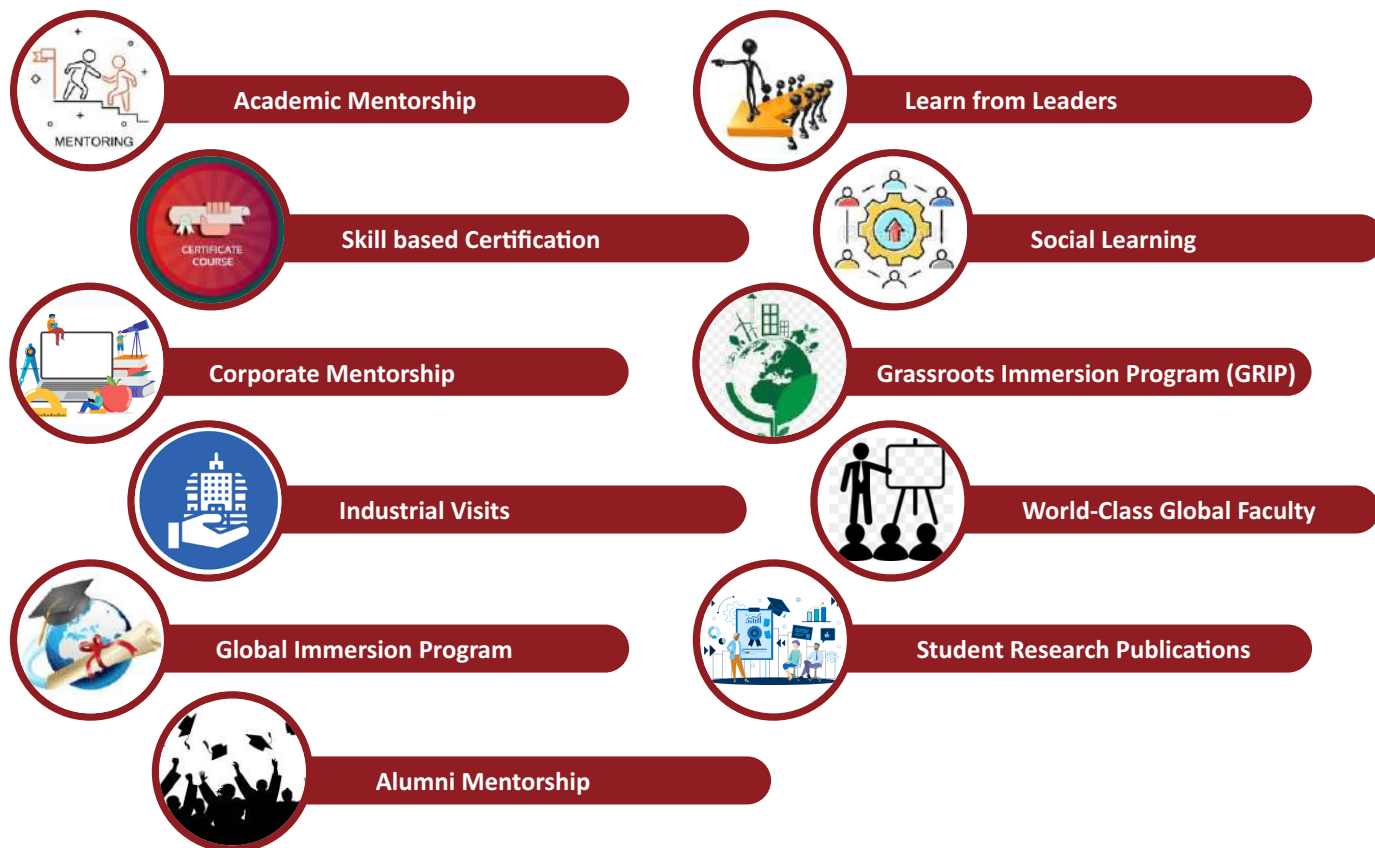 MENTORING
Academic Mentorship
CERTIFICATE
COURSE
Skill based Certification
Corporate Mentorship
Industrial Visits
Global Immersion Program
Alumni Mentorship
Learn from Leaders
Social Learning
Grassroots Immersion Program (GRIP)
World-Class Global Faculty
Student Research Publications